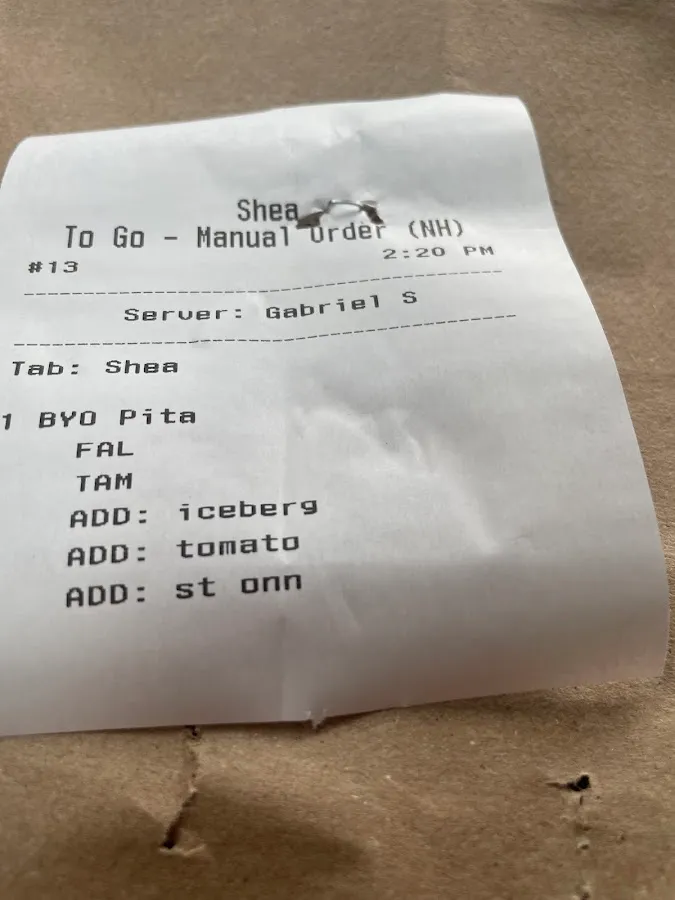 Shea
To Go - Manual Order (NH)
#13 2:20 PM
Server: Gabriel S
Tab: Shea
1 BYO Pita
FAL
TAM
ADD: iceberg
ADD: tomato
ADD: st onn